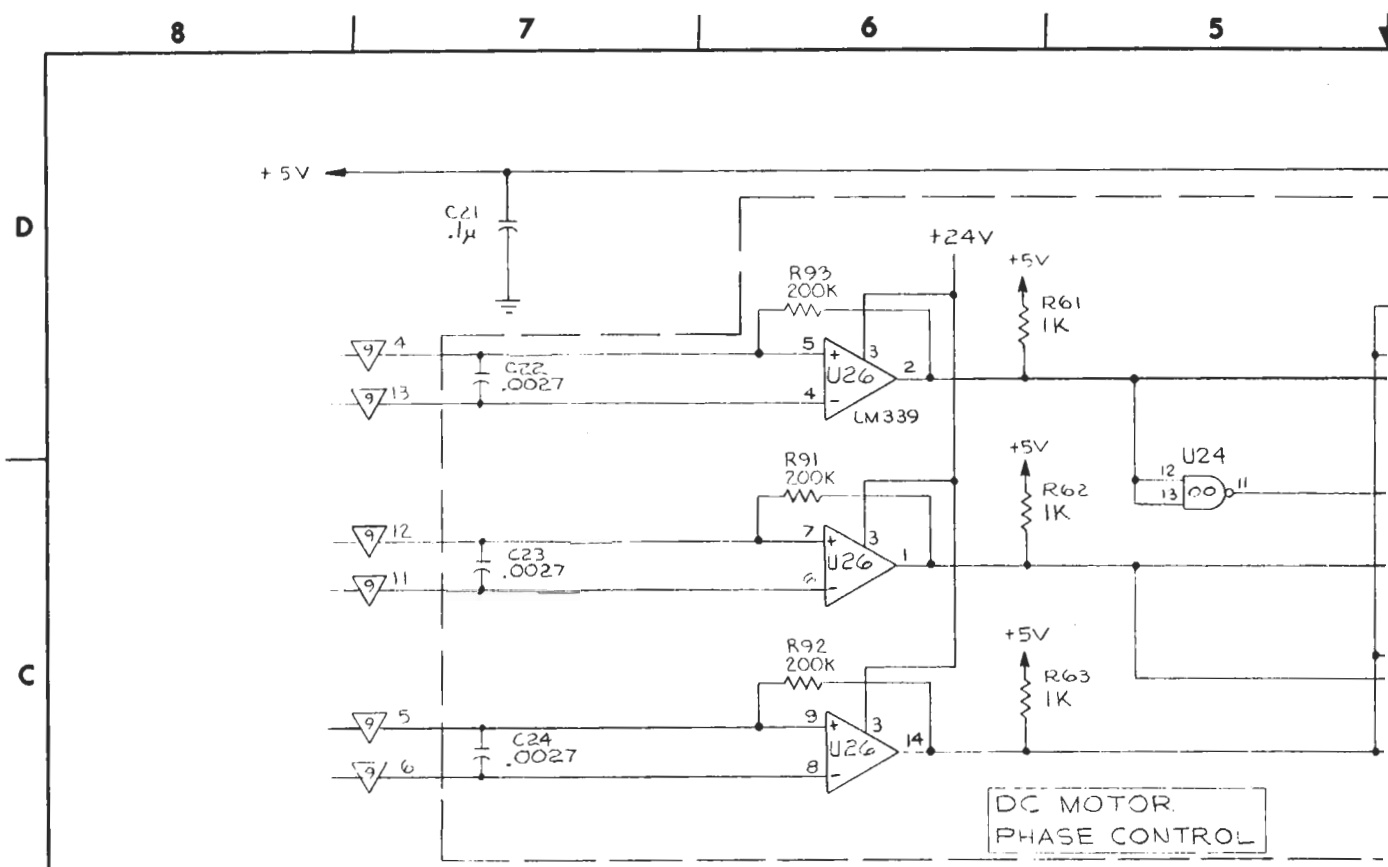 8 7 6 5
+5V
D
C21
.1µ
+24V
+5V
R93
200K
R61
1K
9 4
5 + 3
U26 2
C22
.0027
9 13
4 -
LM339
+5V
U24
R91
200K
12
13 11
R62
1K
9 12
7 + 3
U26 1
C23
.0027
9 11
6 -
+5V
R92
200K
C
R63
1K
9 5
9 + 3
U26 14
C24
.0027
9 6
8 -
DC MOTOR
PHASE CONTROL